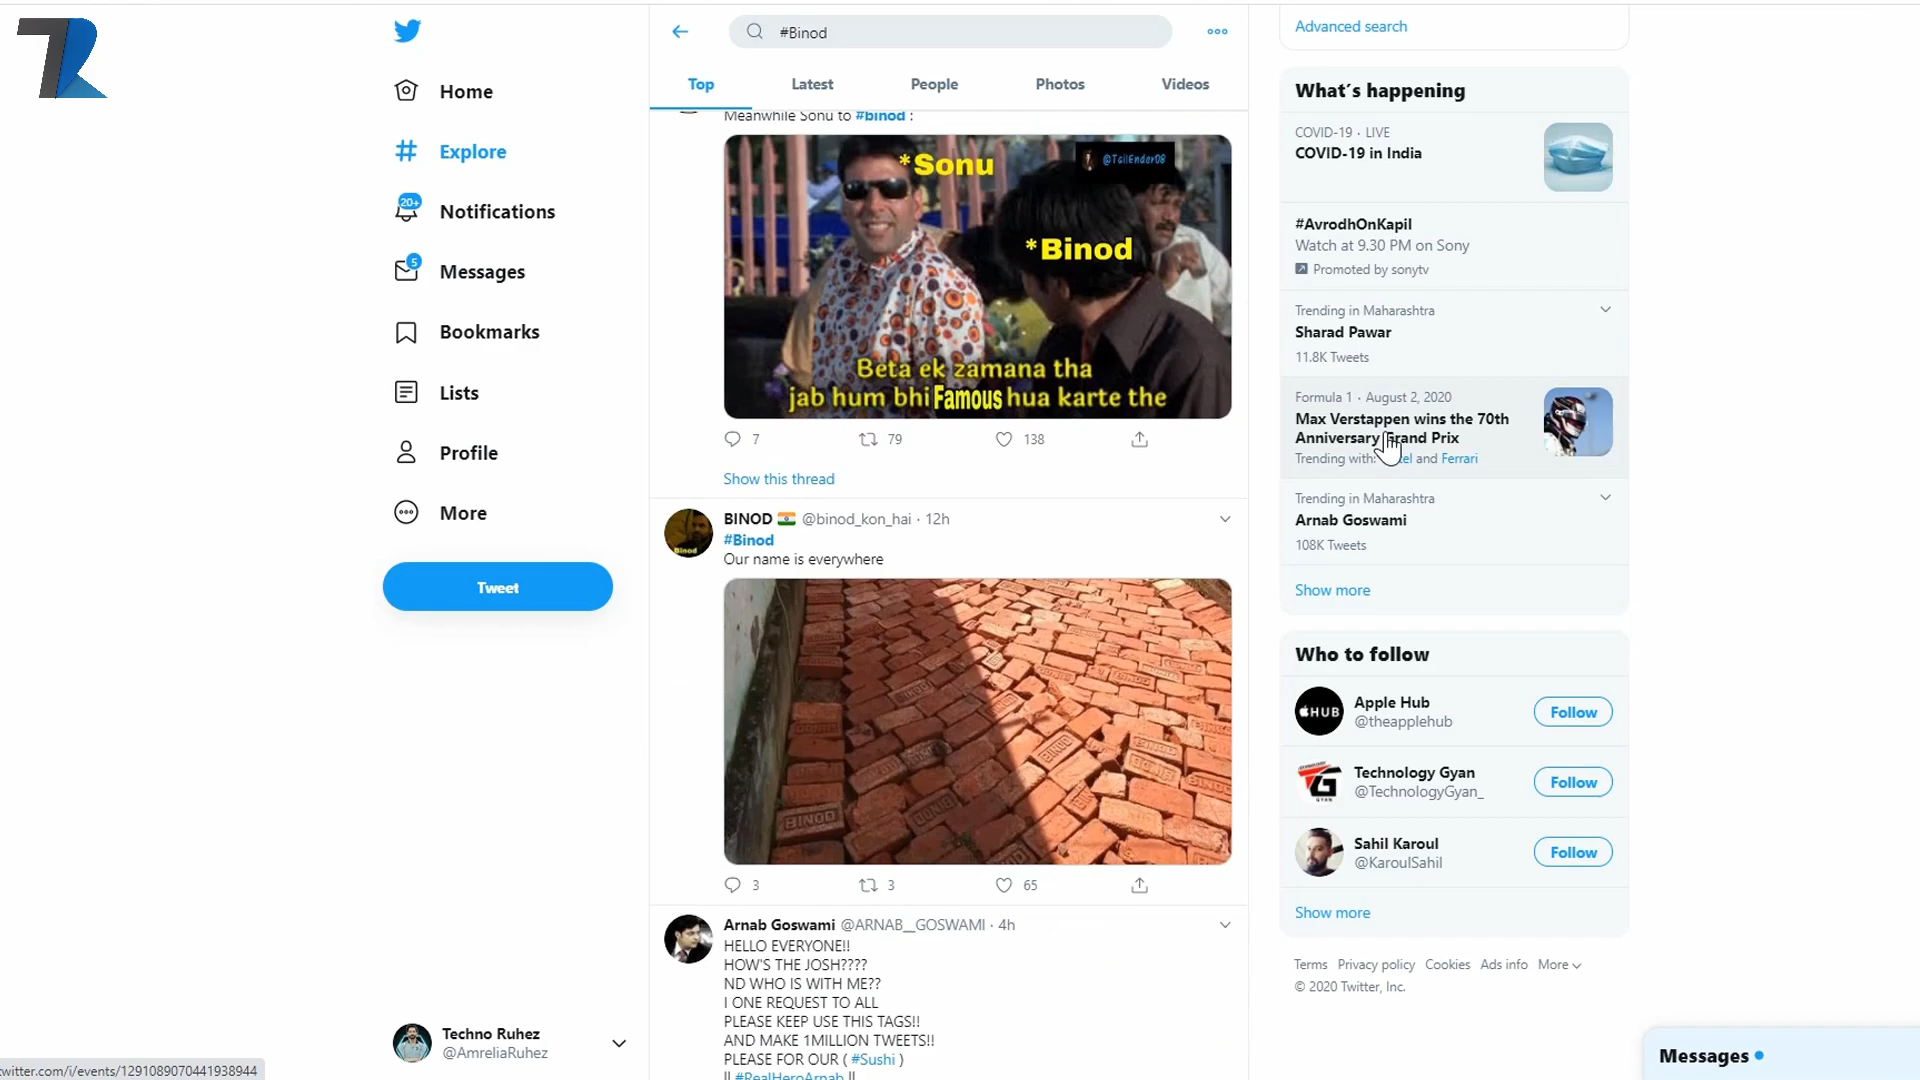 #Binod
Top
Latest
People
Photos
Videos
Home
Explore
20+
Notifications
5
Messages
Bookmarks
Lists
Profile
More
Tweet
Techno Ruhez
@AmreliaRuhez
twitter.com/i/events/1291089070441938944
Meanwhile Sonu to #binod :
*Sonu
@TailEnder08
*Binod
Beta ek zamana tha
jab hum bhi Famous hua karte the
7 79 138
Show this thread
BINOD 🇮🇳 @binod_kon_hai · 12h
#Binod
Our name is everywhere
BINOD
3 3 65
Arnab Goswami @ARNAB__GOSWAMI · 4h
HELLO EVERYONE!!
HOW'S THE JOSH????
ND WHO IS WITH ME??
I ONE REQUEST TO ALL
PLEASE KEEP USE THIS TAGS!!
AND MAKE 1MILLION TWEETS!!
PLEASE FOR OUR ( #Sushi )
|| #RealHeroArnab ||
Advanced search
What's happening
COVID-19 · LIVE
COVID-19 in India
#AvrodhOnKapil
Watch at 9.30 PM on Sony
Promoted by sonytv
Trending in Maharashtra
Sharad Pawar
11.8K Tweets
Formula 1 · August 2, 2020
Max Verstappen wins the 70th
Anniversary Grand Prix
Trending with: and Ferrari
Trending in Maharashtra
Arnab Goswami
108K Tweets
Show more
Who to follow
HUB
Apple Hub
@theapplehub
Follow
TG
GYAN
Technology Gyan
@TechnologyGyan_
Follow
Sahil Karoul
@KaroulSahil
Follow
Show more
Terms Privacy policy Cookies Ads info More
© 2020 Twitter, Inc.
Messages